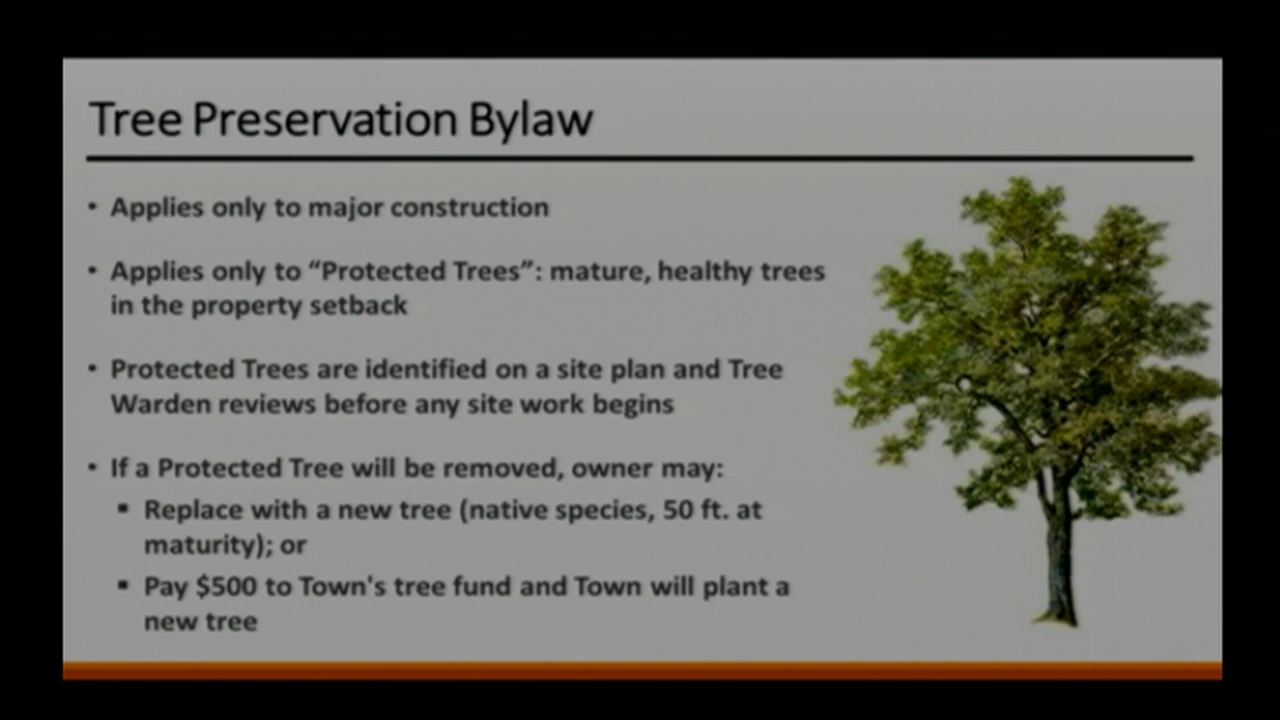 Tree Preservation Bylaw
• Applies only to major construction
• Applies only to “Protected Trees”: mature, healthy trees
in the property setback
• Protected Trees are identified on a site plan and Tree
Warden reviews before any site work begins
• If a Protected Tree will be removed, owner may:
▪ Replace with a new tree (native species, 50 ft. at
maturity); or
▪ Pay $500 to Town's tree fund and Town will plant a
new tree